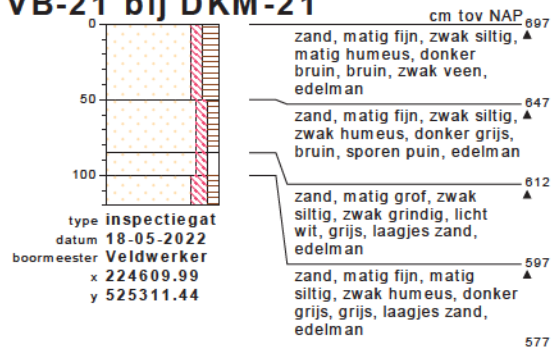 VB-21 bij DKM-21
cm tov NAP
0
697
zand, matig fijn, zwak siltig,
matig humeus, donker
bruin, bruin, zwak veen,
edelman
50
647
zand, matig fijn, zwak siltig,
zwak humeus, donker grijs,
bruin, sporen puin, edelman
612
zand, matig grof, zwak
siltig, zwak grindig, licht
wit, grijs, laagjes zand,
edelman
100
597
zand, matig fijn, matig
siltig, zwak humeus, donker
grijs, grijs, laagjes zand,
edelman
577
type inspectiegat
datum 18-05-2022
boormeester Veldwerker
x 224609.99
y 525311.44